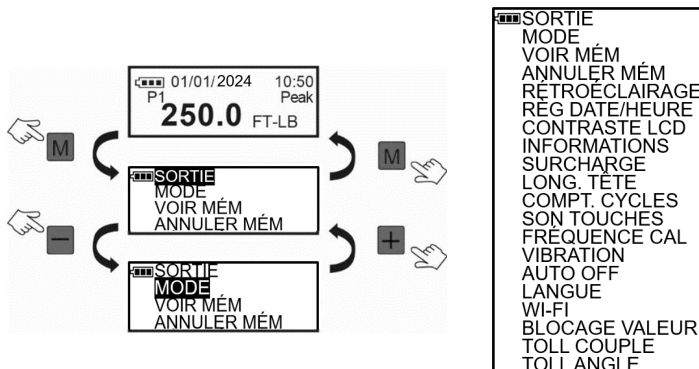 01/01/2024 10:50
P1 Peak
250.0 FT-LB
M
M
SORTIE
MODE
VOIR MÉM
ANNULER MÉM
−
+
SORTIE
MODE
VOIR MÉM
ANNULER MÉM
SORTIE
MODE
VOIR MÉM
ANNULER MÉM
RÉTROÉCLAIRAGE
RÉG DATE/HEURE
CONTRASTE LCD
INFORMATIONS
SURCHARGE
LONG. TÊTE
COMPT. CYCLES
SON TOUCHES
FRÉQUENCE CAL
VIBRATION
AUTO OFF
LANGUE
WI-FI
BLOCAGE VALEUR
TOLL COUPLE
TOLL ANGLE